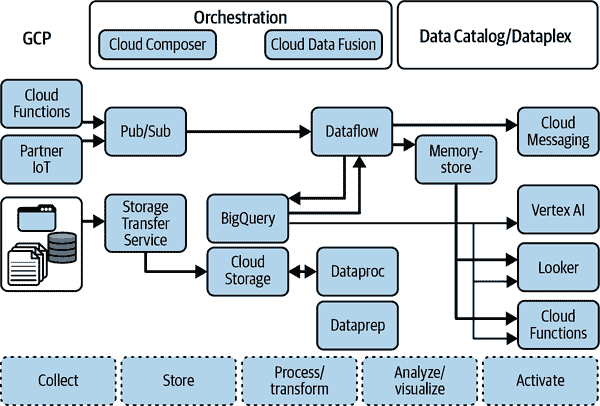 GCP
Orchestration
Cloud Composer
Cloud Data Fusion
Data Catalog/Dataplex
Cloud
Functions
Partner
IoT
Pub/Sub
Dataflow
Memory-
store
Cloud
Messaging
Storage
Transfer
Service
BigQuery
Cloud
Storage
Dataproc
Dataprep
Vertex AI
Looker
Cloud
Functions
Collect
Store
Process/
transform
Analyze/
visualize
Activate